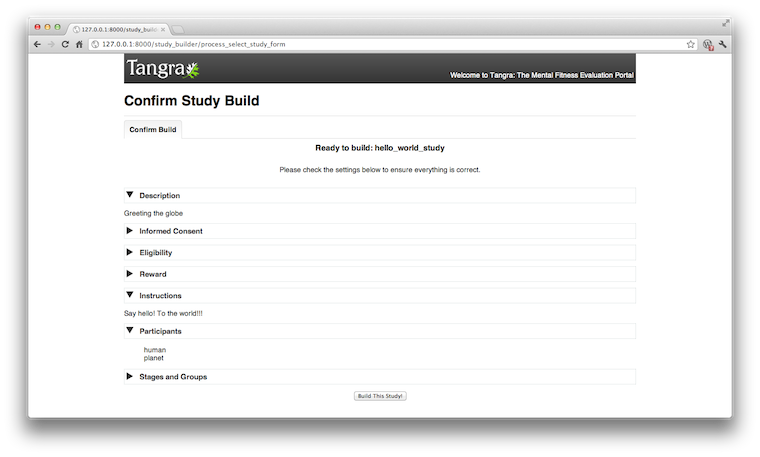 127.0.0.1:8000/study_build
127.0.0.1:8000/study_builder/process_select_study_form
Tangra
Welcome to Tangra: The Mental Fitness Evaluation Portal
Confirm Study Build
Confirm Build
Ready to build: hello_world_study
Please check the settings below to ensure everything is correct.
Description
Greeting the globe
Informed Consent
Eligibility
Reward
Instructions
Say hello! To the world!!!
Participants
human
planet
Stages and Groups
Build This Study!